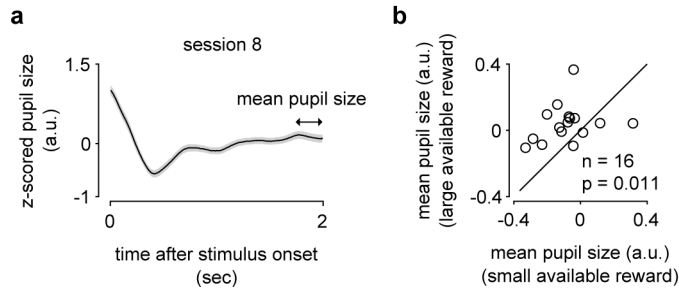 a
session 8
1.5
0
-1
z-scored pupil size
(a.u.)
mean pupil size
0
2
time after stimulus onset
(sec)
b
0.4
0
-0.4
mean pupil size (a.u.)
(large available reward)
n = 16
p = 0.011
-0.4
0
0.4
mean pupil size (a.u.)
(small available reward)